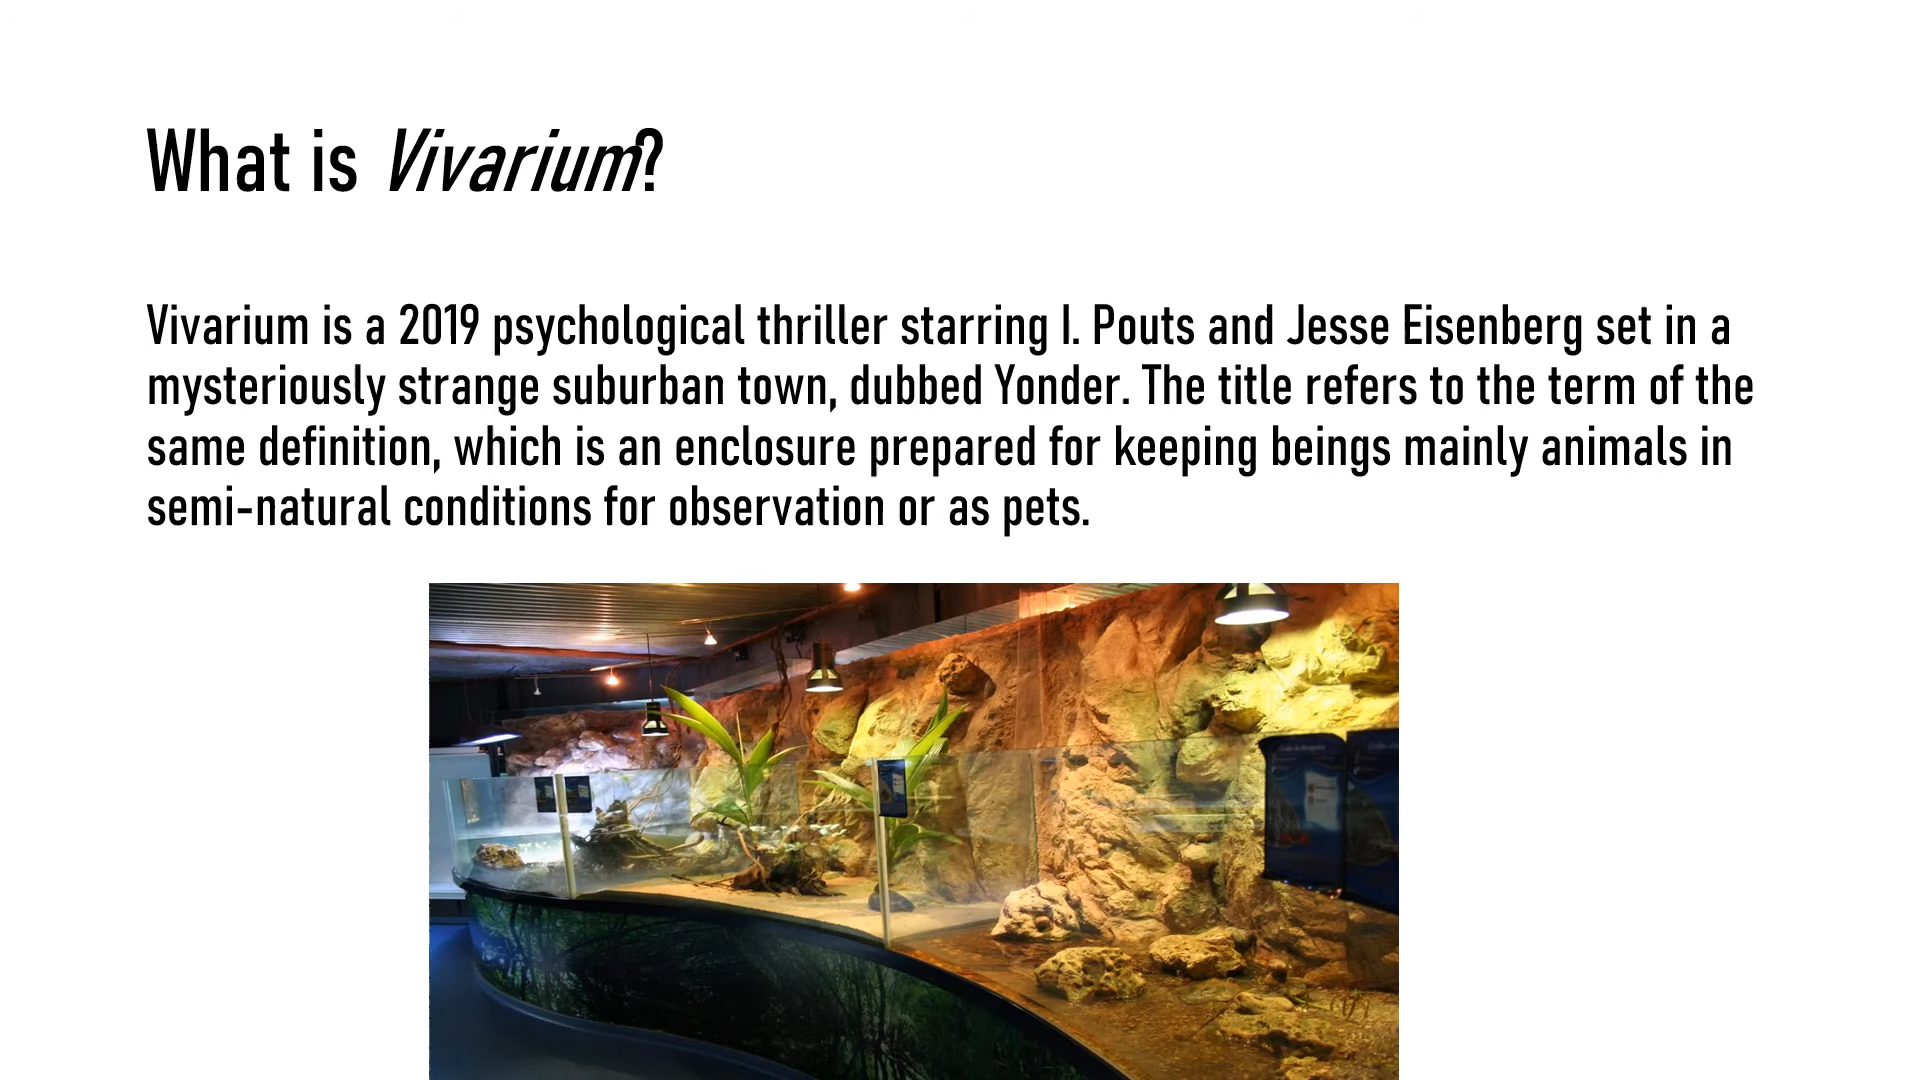 What is Vivarium?
Vivarium is a 2019 psychological thriller starring I. Pouts and Jesse Eisenberg set in a
mysteriously strange suburban town, dubbed Yonder. The title refers to the term of the
same definition, which is an enclosure prepared for keeping beings mainly animals in
semi-natural conditions for observation or as pets.